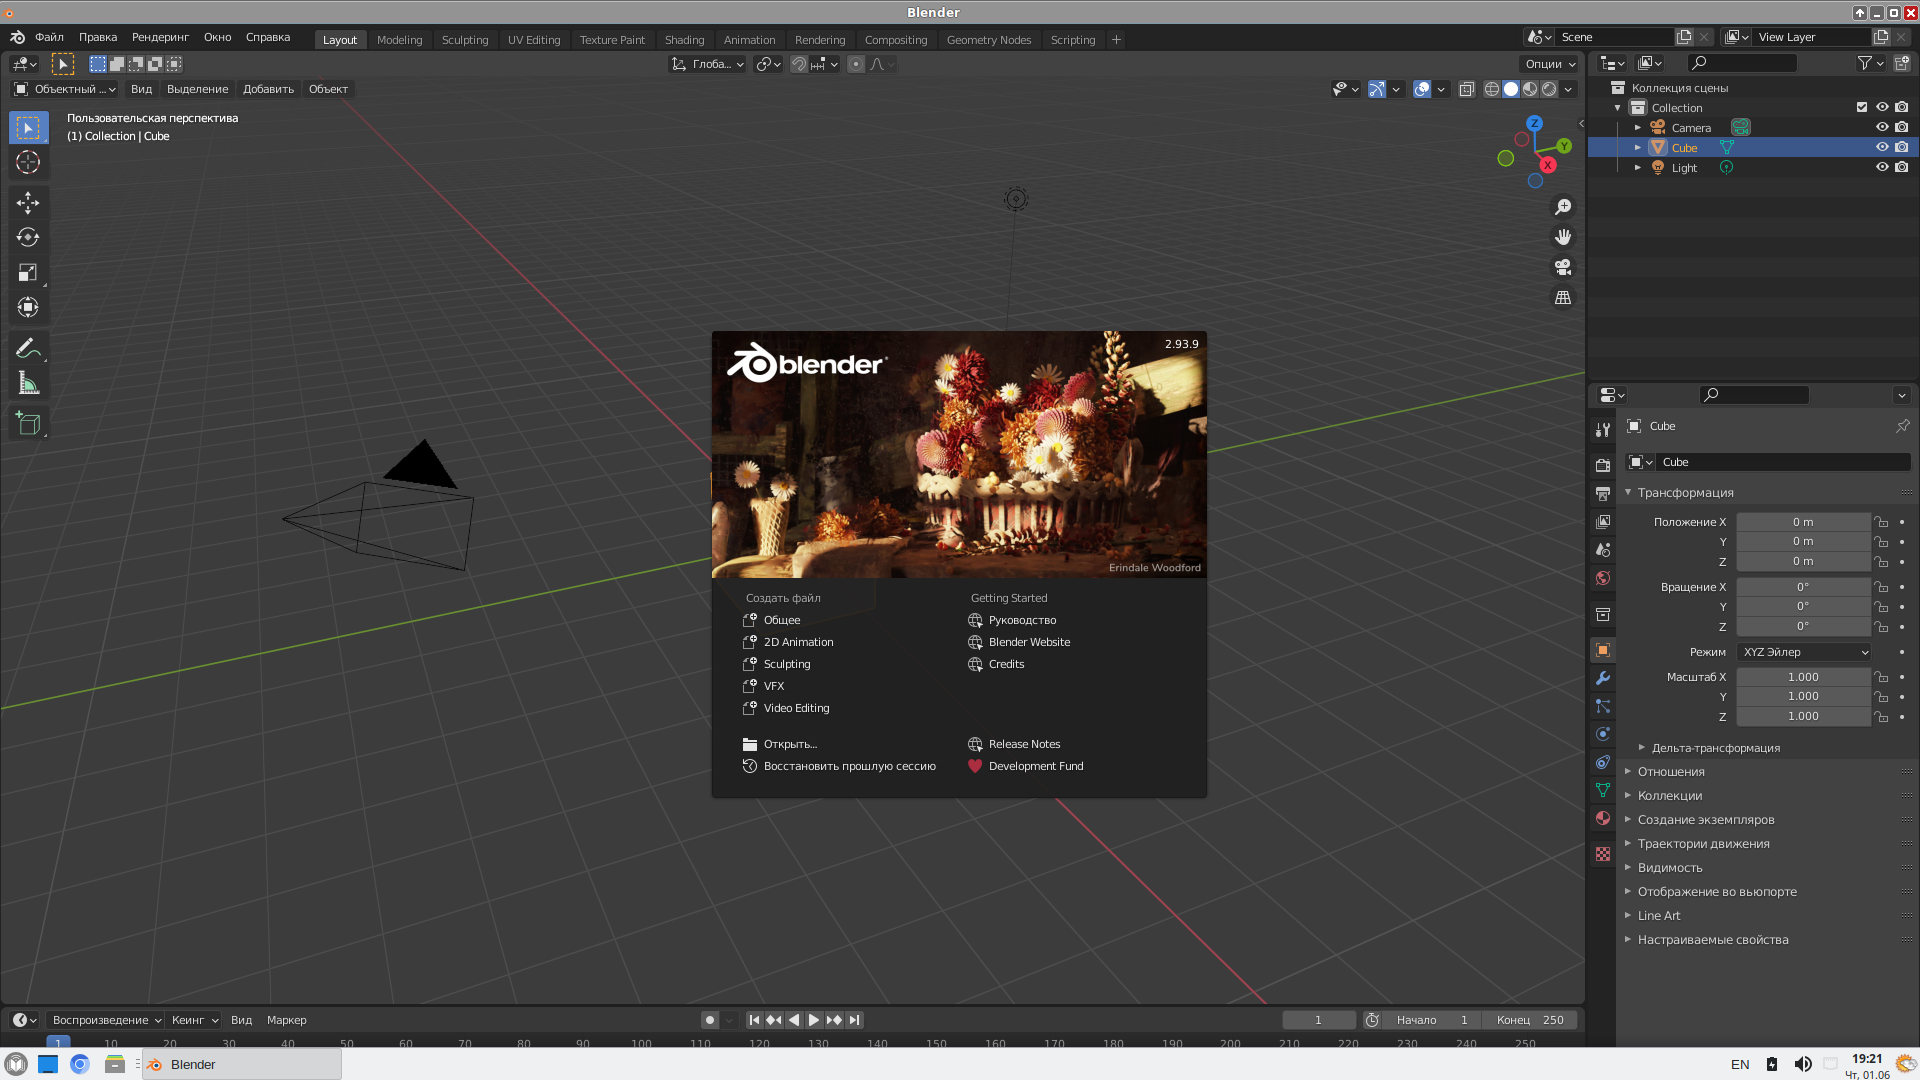 Blender
Файл Правка Рендеринг Окно Справка Layout Modeling Sculpting UV Editing Texture Paint Shading Animation Rendering Compositing Geometry Nodes Scripting Scene View Layer
Глоба... Опции
Объектный ... Вид Выделение Добавить Объект
Пользовательская перспектива
(1) Collection | Cube
Z
Y
X
Коллекция сцены
Collection
Camera
Cube
Light
blender
2.93.9
Erindale Woodford
Создать файл
Общее
2D Animation
Sculpting
VFX
Video Editing
Открыть...
Восстановить прошлую сессию
Getting Started
Руководство
Blender Website
Credits
Release Notes
Development Fund
Cube
Cube
Трансформация
Положение X 0 m
Y 0 m
Z 0 m
Вращение X 0°
Y 0°
Z 0°
Режим XYZ Эйлер
Масштаб X 1.000
Y 1.000
Z 1.000
Дельта-трансформация
Отношения
Коллекции
Создание экземпляров
Траектории движения
Видимость
Отображение во вьюпорте
Line Art
Настраиваемые свойства
Воспроизведение Кеинг Вид Маркер 1 Начало 1 Конец 250
1 10 20 30 40 50 60 70 80 90 100 110 120 130 140 150 160 170 180 190 200 210 220 230 240 250
Blender EN 19:21
Чт, 01.06